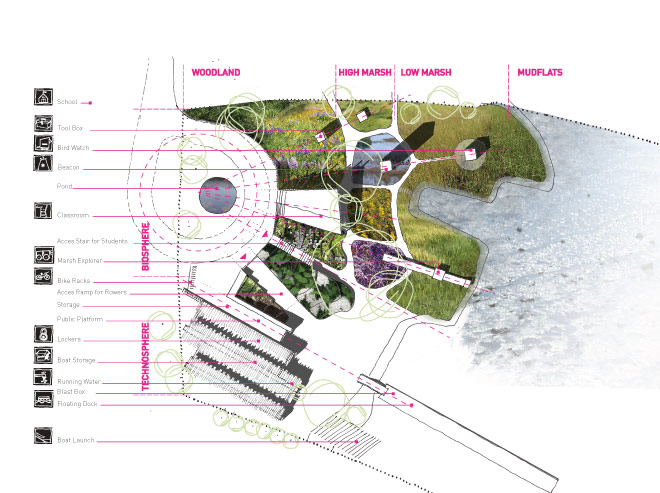 WOODLAND
HIGH MARSH
LOW MARSH
MUDFLATS
School
Tool Box
Bird Watch
Beacon
Pond
Classroom
Acces Stair for Students
Marsh Explorer
Bike Racks
Acces Ramp for Rowers
Storage
Public Platform
Lockers
Boat Storage
Running Water
Blast Box
Floating Dock
Boat Launch
BIOSPHERE
TECHNOSPHERE